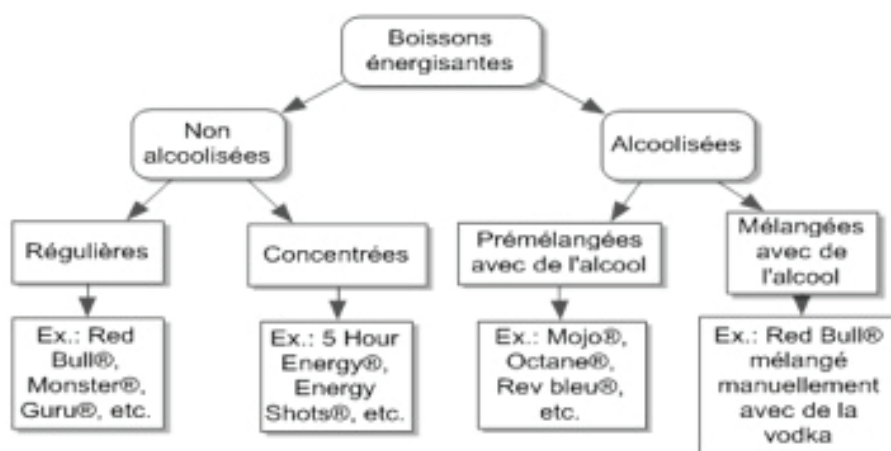 Boissons
énergisantes
Non
alcoolisées
Alcoolisées
Régulières
Concentrées
Prémélangées
avec de l'alcool
Mélangées
avec de
l'alcool
Ex.: Red
Bull®,
Monster®,
Guru®, etc.
Ex.: 5 Hour
Energy®,
Energy
Shots®, etc.
Ex.: Mojo®,
Octane®,
Rev bleu®,
etc.
Ex.: Red Bull®
mélangé
manuellement
avec de la
vodka